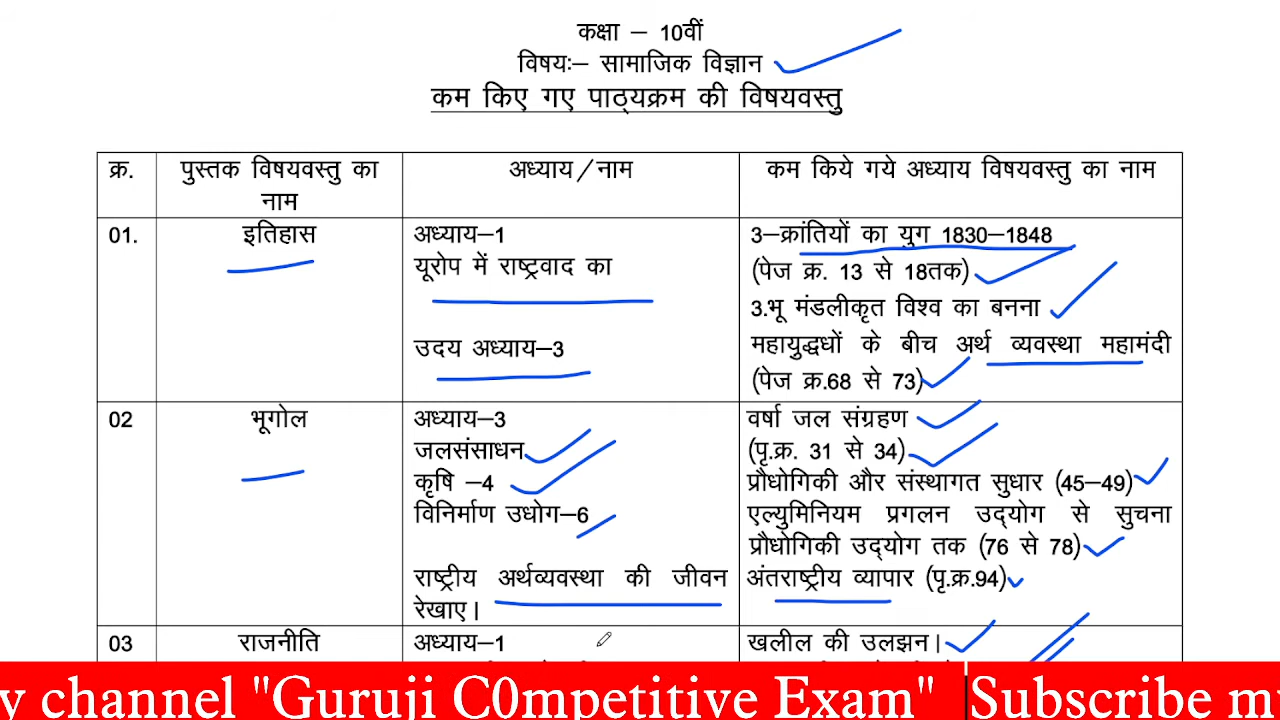 कक्षा – 10वीं
विषयः– सामाजिक विज्ञान
कम किए गए पाठ्यक्रम की विषयवस्तु
क्र. पुस्तक विषयवस्तु का नाम अध्याय/नाम कम किये गये अध्याय विषयवस्तु का नाम
01. इतिहास
अध्याय–1
यूरोप में राष्ट्रवाद का
उदय अध्याय–3
3–क्रांतियों का युग 1830–1848
(पेज क्र. 13 से 18तक)
3.भू मंडलीकृत विश्व का बनना
महायुद्धधों के बीच अर्थ व्यवस्था महामंदी
(पेज क्र.68 से 73)
02 भूगोल
अध्याय–3
जलसंसाधन
कृषि –4
विनिर्माण उधोग–6
राष्ट्रीय अर्थव्यवस्था की जीवन
रेखाए।
वर्षा जल संग्रहण
(पृ.क्र. 31 से 34)
प्रौधोगिकी और संस्थागत सुधार (45–49)
एल्युमिनियम प्रगलन उद्योग से सुचना
प्रौधोगिकी उद्योग तक (76 से 78)
अंतराष्ट्रीय व्यापार (पृ.क्र.94)
03 राजनीति
अध्याय–1
खलील की उलझन।
y channel "Guruji C0mpetitive Exam" Subscribe m